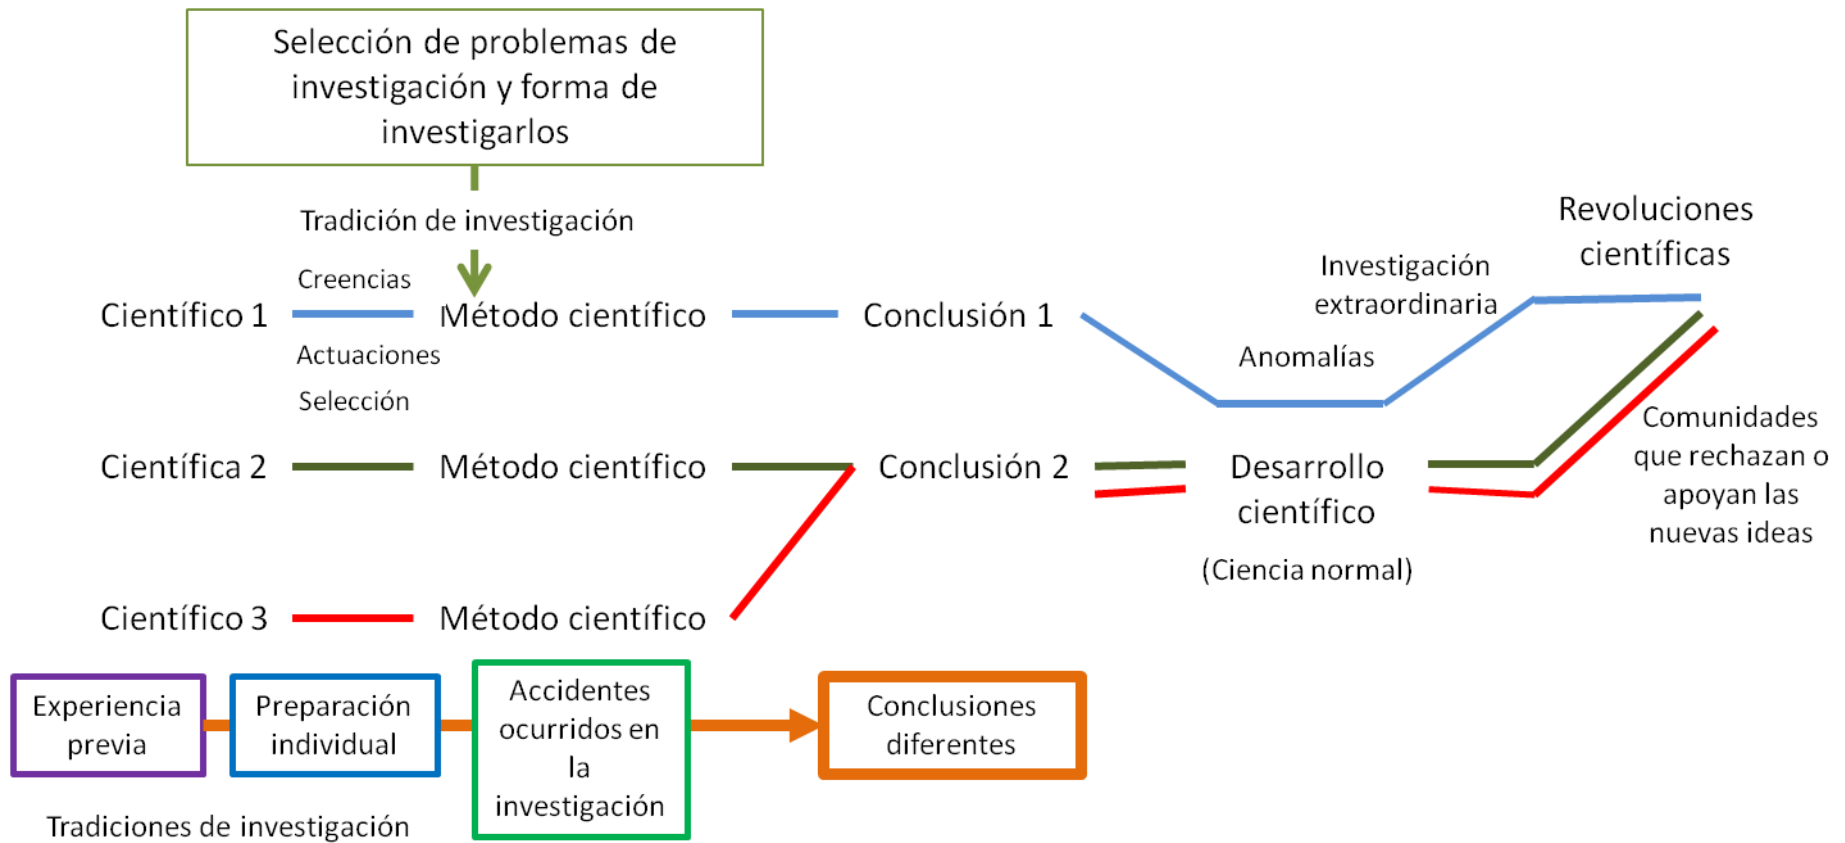 Selección de problemas de
investigación y forma de
investigarlos
Tradición de investigación
Revoluciones
científicas
Creencias
Investigación
extraordinaria
Científico 1
Método científico
Conclusión 1
Actuaciones
Anomalías
Selección
Comunidades
que rechazan o
apoyan las
nuevas ideas
Científica 2
Método científico
Conclusión 2
Desarrollo
científico
(Ciencia normal)
Científico 3
Método científico
Experiencia
previa
Preparación
individual
Accidentes
ocurridos en
la
investigación
Conclusiones
diferentes
Tradiciones de investigación